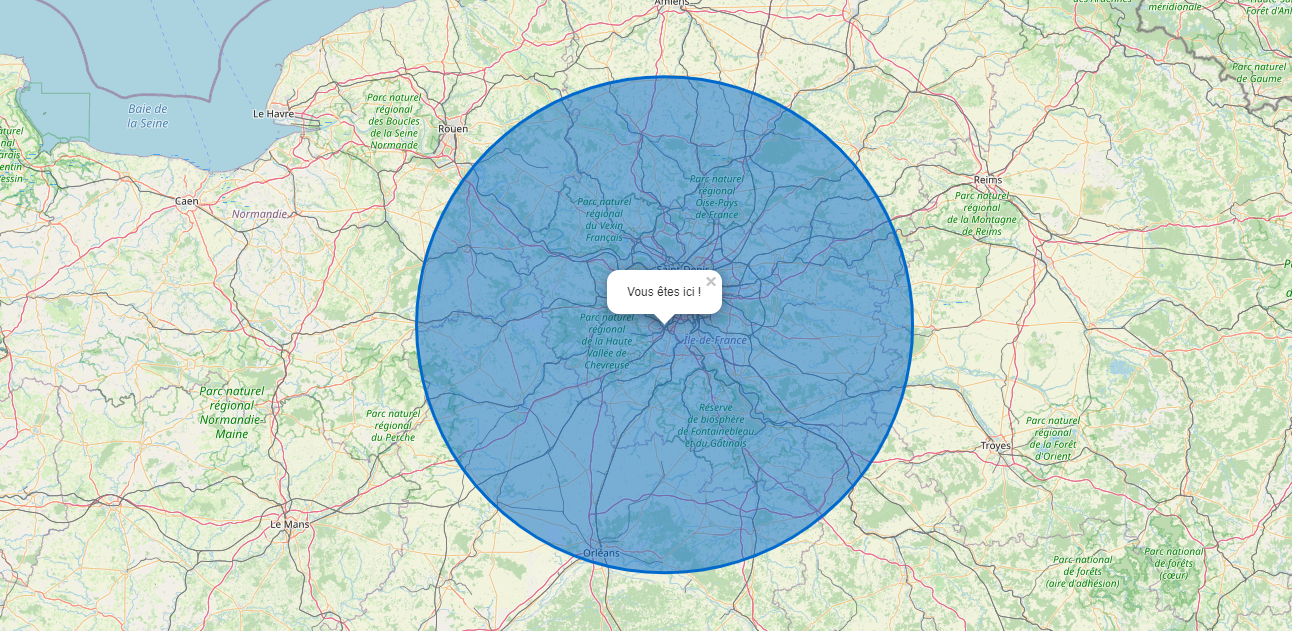 Amiens
des Ardennes
méridionale
Forêt d'Anl
Parc naturel
de Gaume
Baie de
la Seine
Le Havre
Parc naturel
régional
des Boucles
de la Seine
Normande
Rouen
Caen
Normandie
Reims
Parc naturel
régional
de la Montagne
de Reims
Parc naturel
régional
Oise-Pays
de France
Parc naturel
régional
du Vexin
Français
Saint-Denis
Vous êtes ici !
×
Parc naturel
régional
de la Haute
Vallée de
Chevreuse
Île-de-France
Parc naturel
régional
Normandie-
Maine
Parc naturel
régional
du Perche
Réserve
de biosphère
de Fontainebleau
et du Gâtinais
Troyes
Parc naturel
régional
de la Forêt
d'Orient
Le Mans
Orléans
Parc national
de forêts
(aire d'adhésion)
Parc national
de forêts
(cœur)